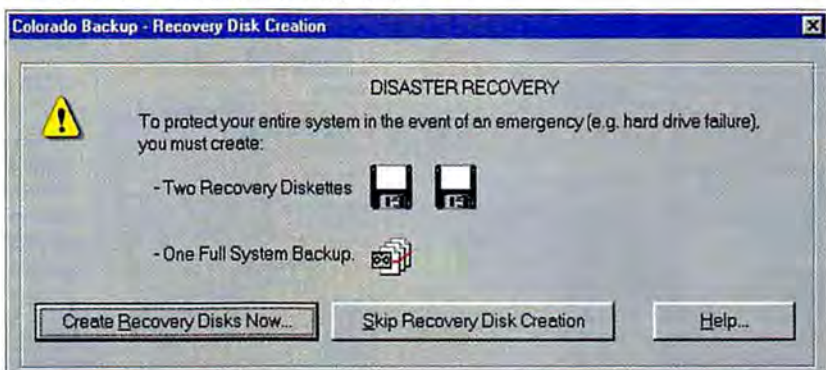 Colorado Backup - Recovery Disk Creation
DISASTER RECOVERY
To protect your entire system in the event of an emergency (e.g. hard drive failure),
you must create:
- Two Recovery Diskettes
- One Full System Backup.
Create Recovery Disks Now...
Skip Recovery Disk Creation
Help...